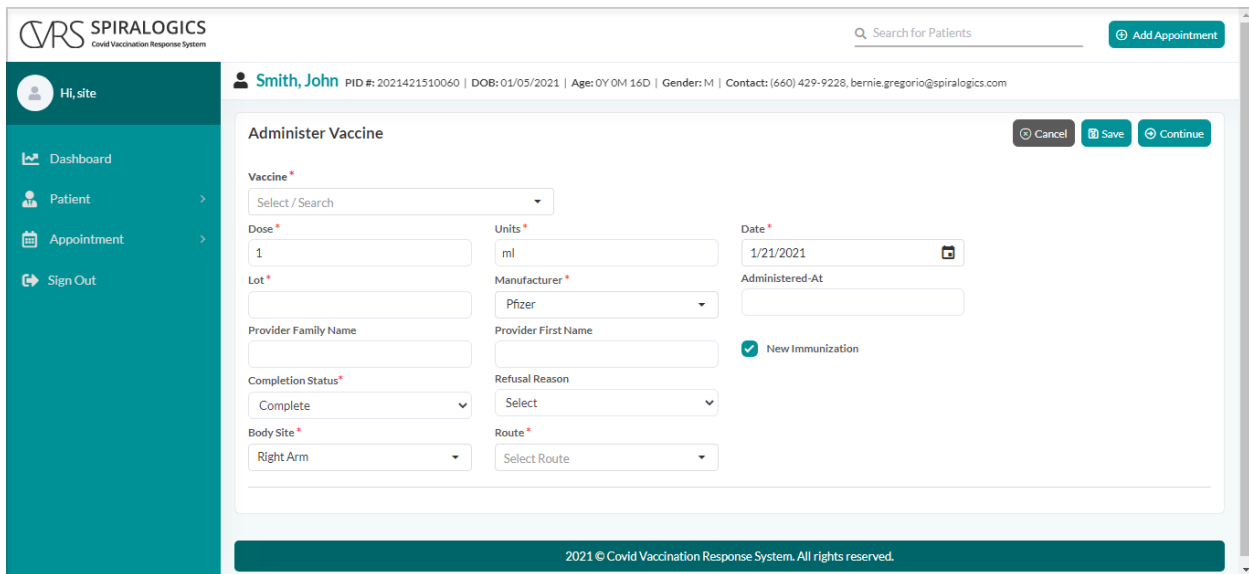 CVRS SPIRALOGICS
Covid Vaccination Response System
Search for Patients
Add Appointment
Hi, site
Smith, John PID #: 2021421510060 | DOB: 01/05/2021 | Age: 0Y 0M 16D | Gender: M | Contact: (660) 429-9228, bernie.gregorio@spiralogics.com
Dashboard
Patient
Appointment
Sign Out
Administer Vaccine
Cancel Save Continue
Vaccine*
Select / Search
Dose* Units* Date*
1 ml 1/21/2021
Lot* Manufacturer* Administered-At
Pfizer
Provider Family Name Provider First Name
New Immunization
Completion Status* Refusal Reason
Complete Select
Body Site* Route*
Right Arm Select Route
2021 © Covid Vaccination Response System. All rights reserved.